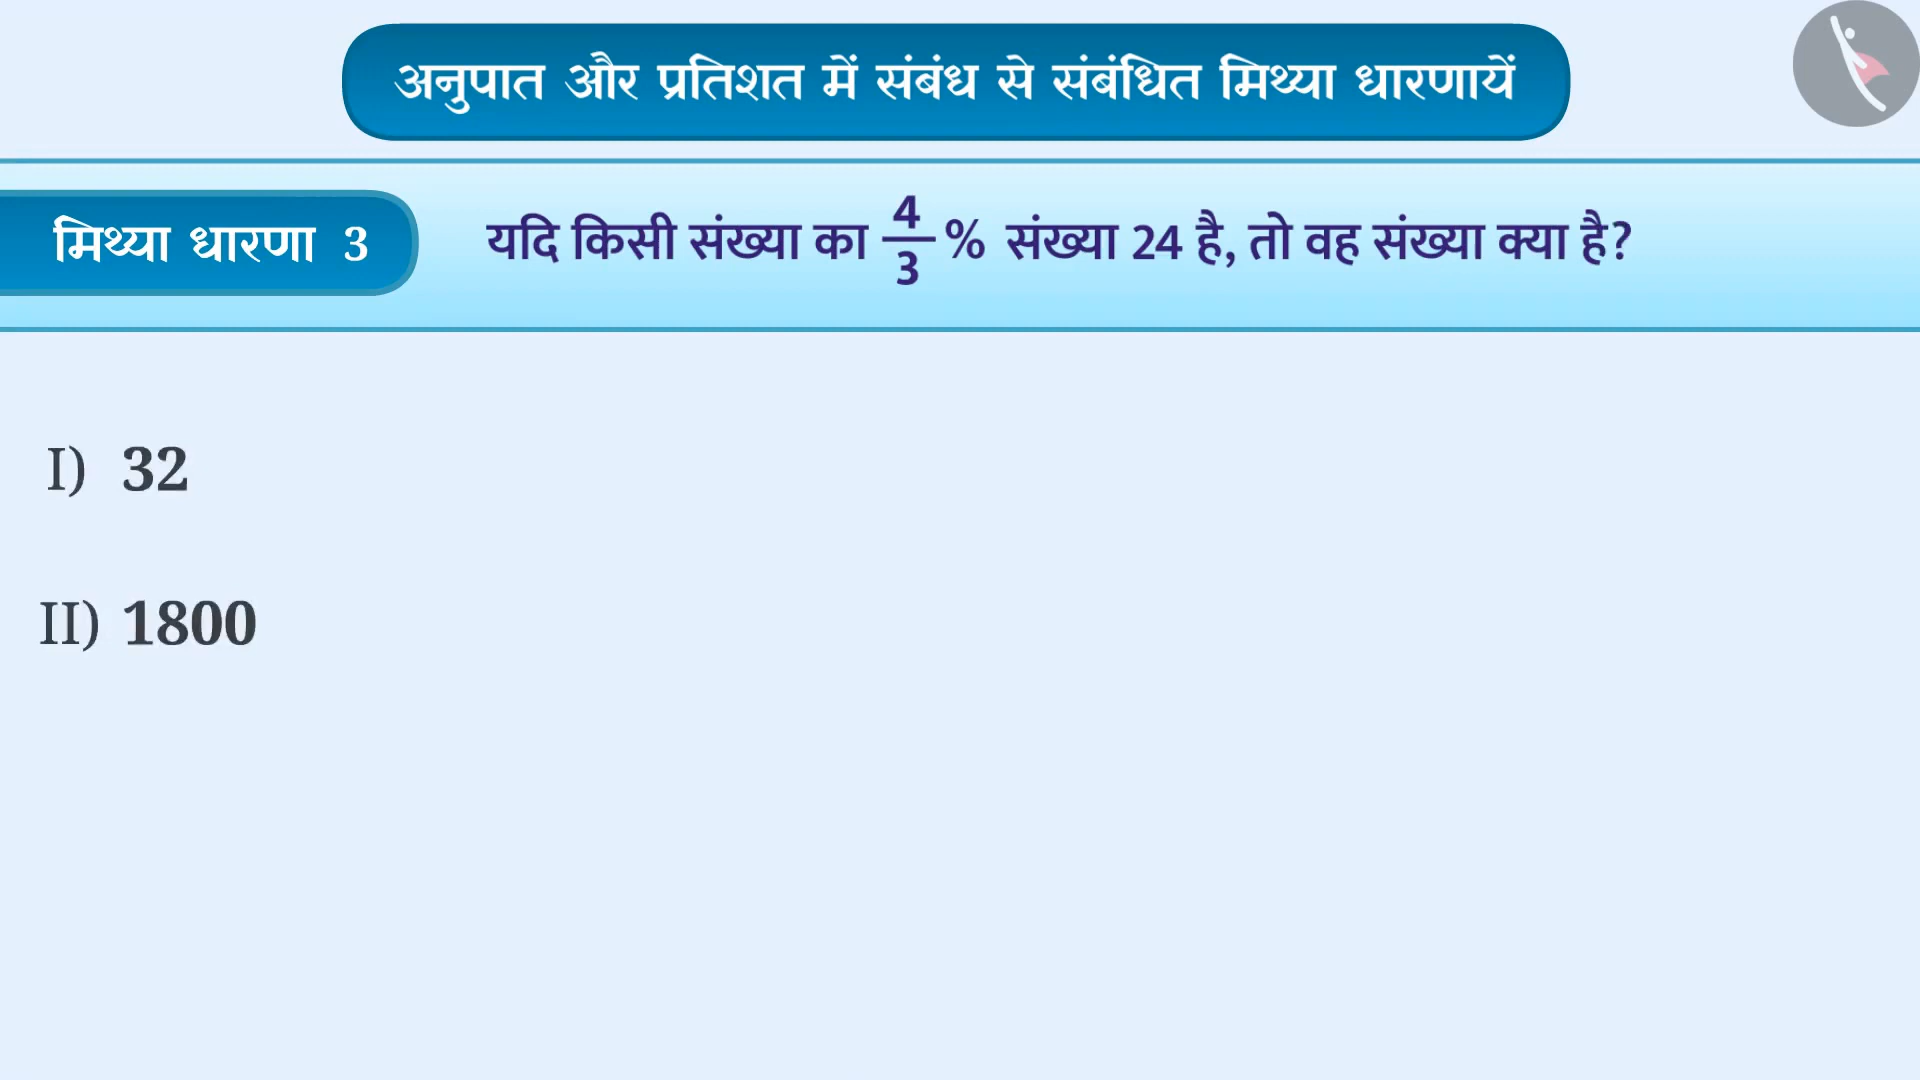 अनुपात और प्रतिशत में संबंध से संबंधित मिथ्या धारणायें
मिथ्या धारणा 3
यदि किसी संख्या का 4/3 % संख्या 24 है, तो वह संख्या क्या है?
I) 32
II) 1800